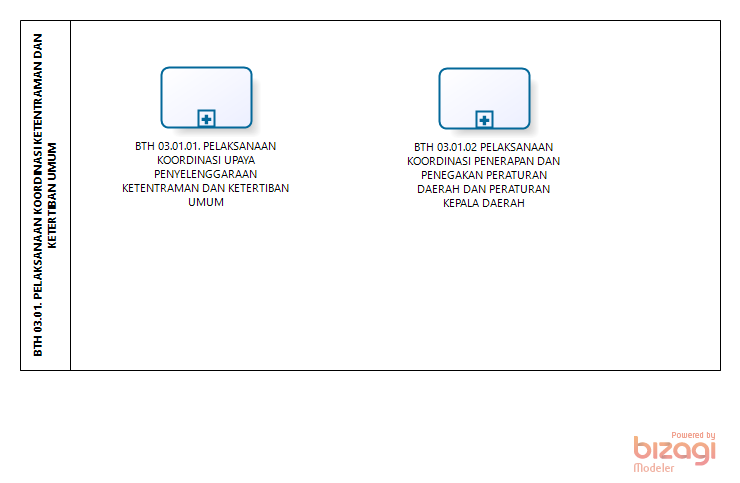 BTH 03.01. PELAKSANAAN KOORDINASI KETENTRAMAN DAN
KETERTIBAN UMUM
BTH 03.01.01. PELAKSANAAN
KOORDINASI UPAYA
PENYELENGGARAAN
KETENTRAMAN DAN KETERTIBAN
UMUM
BTH 03.01.02 PELAKSANAAN
KOORDINASI PENERAPAN DAN
PENEGAKAN PERATURAN
DAERAH DAN PERATURAN
KEPALA DAERAH
Powered by
bizagi
Modeler